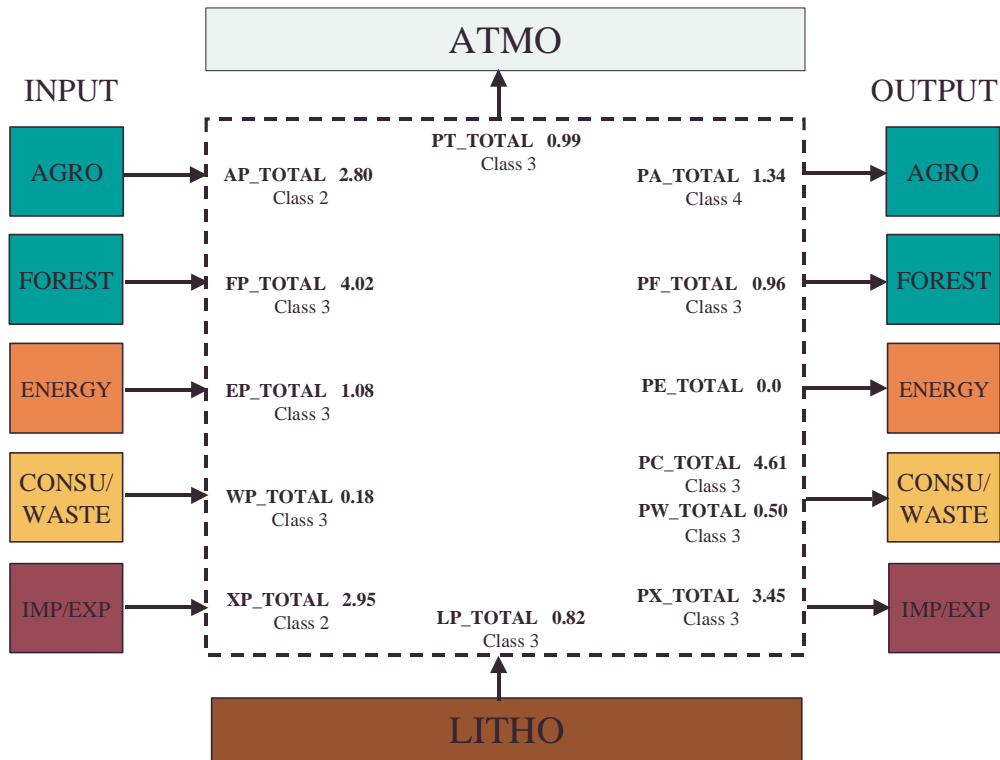 ATMO
INPUT
OUTPUT
PT_TOTAL 0.99
Class 3
AGRO
AP_TOTAL 2.80
Class 2
PA_TOTAL 1.34
Class 4
AGRO
FOREST
FP_TOTAL 4.02
Class 3
PF_TOTAL 0.96
Class 3
FOREST
ENERGY
EP_TOTAL 1.08
Class 3
PE_TOTAL 0.0
ENERGY
CONSU/
WASTE
WP_TOTAL 0.18
Class 3
PC_TOTAL 4.61
Class 3
PW_TOTAL 0.50
Class 3
CONSU/
WASTE
IMP/EXP
XP_TOTAL 2.95
Class 2
LP_TOTAL 0.82
Class 3
PX_TOTAL 3.45
Class 3
IMP/EXP
LITHO